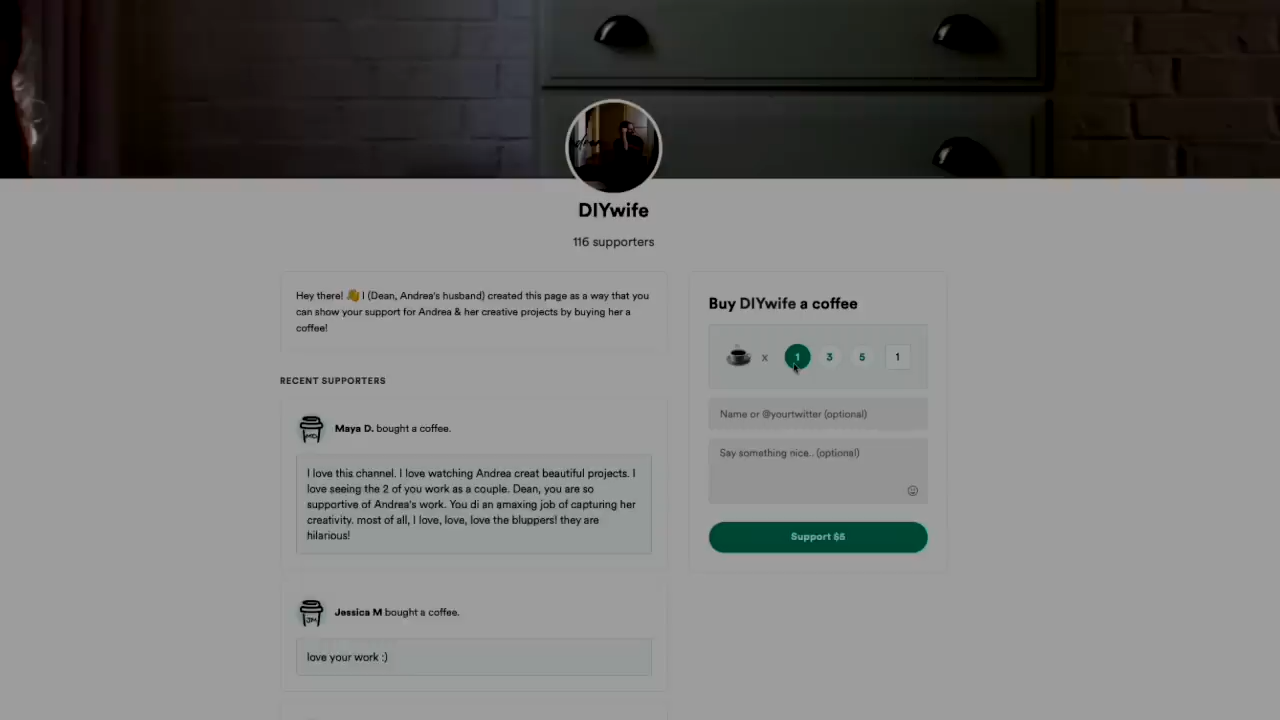 DIYwife
116 supporters
Hey there! 👋 I (Dean, Andrea's husband) created this page as a way that you
can show your support for Andrea & her creative projects by buying her a
coffee!
RECENT SUPPORTERS
Maya D. bought a coffee.
I love this channel. I love watching Andrea creat beautiful projects. I
love seeing the 2 of you work as a couple. Dean, you are so
supportive of Andrea's work. You di an amaxing job of capturing her
creativity. most of all, I love, love, love the bluppers! they are
hilarious!
Jessica M bought a coffee.
JM
love your work :)
Buy DIYwife a coffee
x 1 3 5 1
Name or @yourtwitter (optional)
Say something nice.. (optional)
Support $5